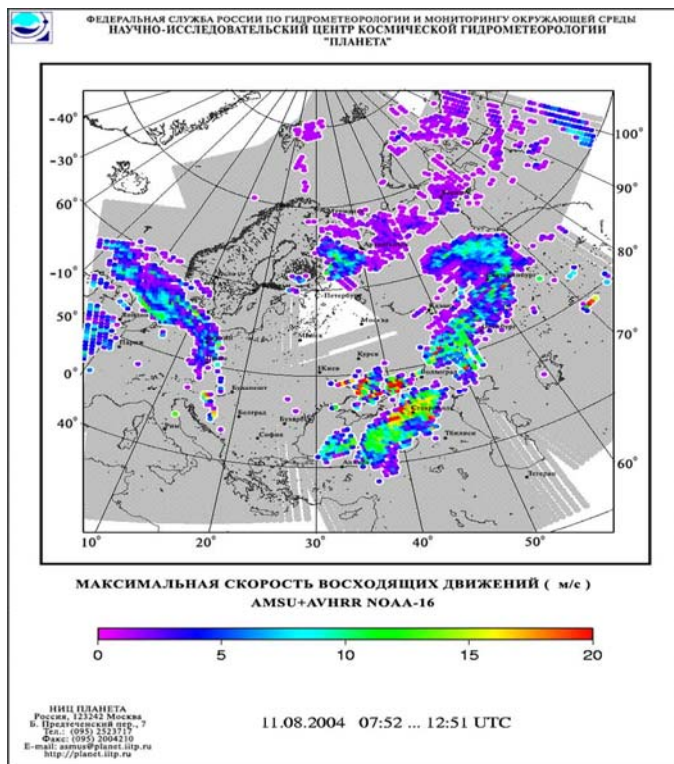 ФЕДЕРАЛЬНАЯ СЛУЖБА РОССИИ ПО ГИДРОМЕТЕОРОЛОГИИ И МОНИТОРИНГУ ОКРУЖАЮЩЕЙ СРЕДЫ
НАУЧНО-ИССЛЕДОВАТЕЛЬСКИЙ ЦЕНТР КОСМИЧЕСКОЙ ГИДРОМЕТЕОРОЛОГИИ
"ПЛАНЕТА"
-40°
100°
-30°
90°
60°
80°
-10°
С-Петербург
Москва
50°
Париж
Минск
70°
Курск
0°
Киев
Волгоград
Белград
Бухарест
Ставрополь
40°
Рим
София
Тбилиси
60°
Тегеран
10°
20°
30°
40°
50°
МАКСИМАЛЬНАЯ СКОРОСТЬ ВОСХОДЯЩИХ ДВИЖЕНИЙ ( м/с )
AMSU+AVHRR NOAA-16
0 5 10 15 20
НИЦ ПЛАНЕТА
Россия, 123242 Москва
Б. Предтеченский пер., 7
Тел.: (095) 2523717
Факс: (095) 2004210
E-mail: asmus@planet.iitp.ru
http://planet.iitp.ru
11.08.2004 07:52 ... 12:51 UTC